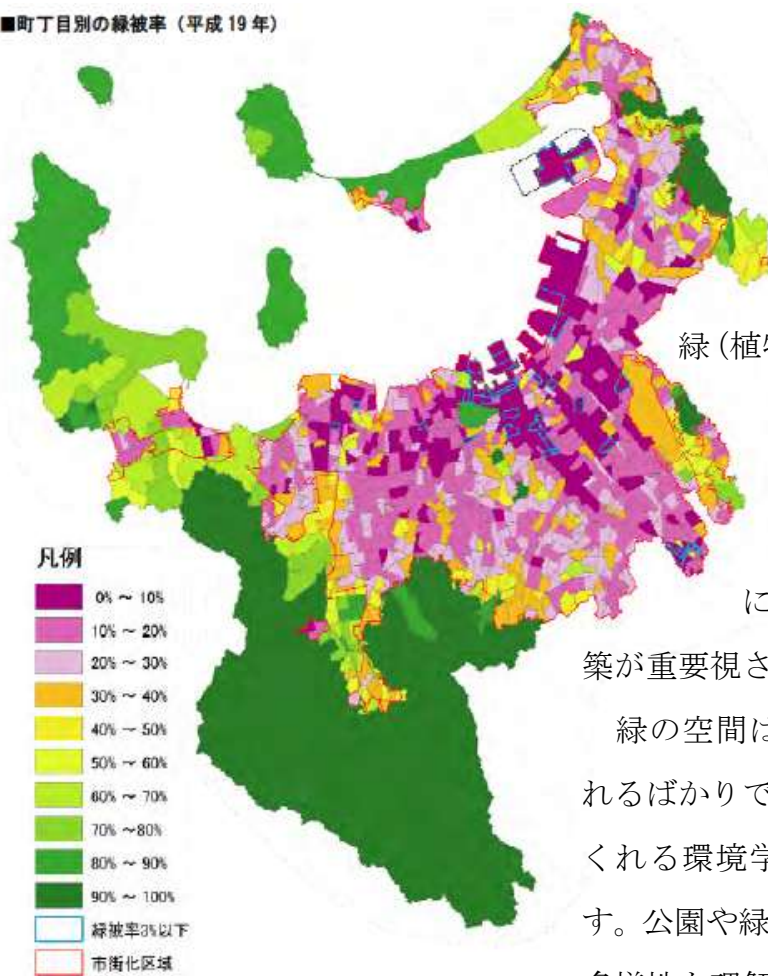 ■町丁目別の緑被率（平成 19 年）
凡例
0% ～ 10%
10% ～ 20%
20% ～ 30%
30% ～ 40%
40% ～ 50%
50% ～ 60%
60% ～ 70%
70% ～80%
80% ～ 90%
90% ～ 100%
緑被率3%以下
市街化区域
緑（植
に
築が重要視さ
緑の空間は
れるばかりで
くれる環境学
す。公園や緑